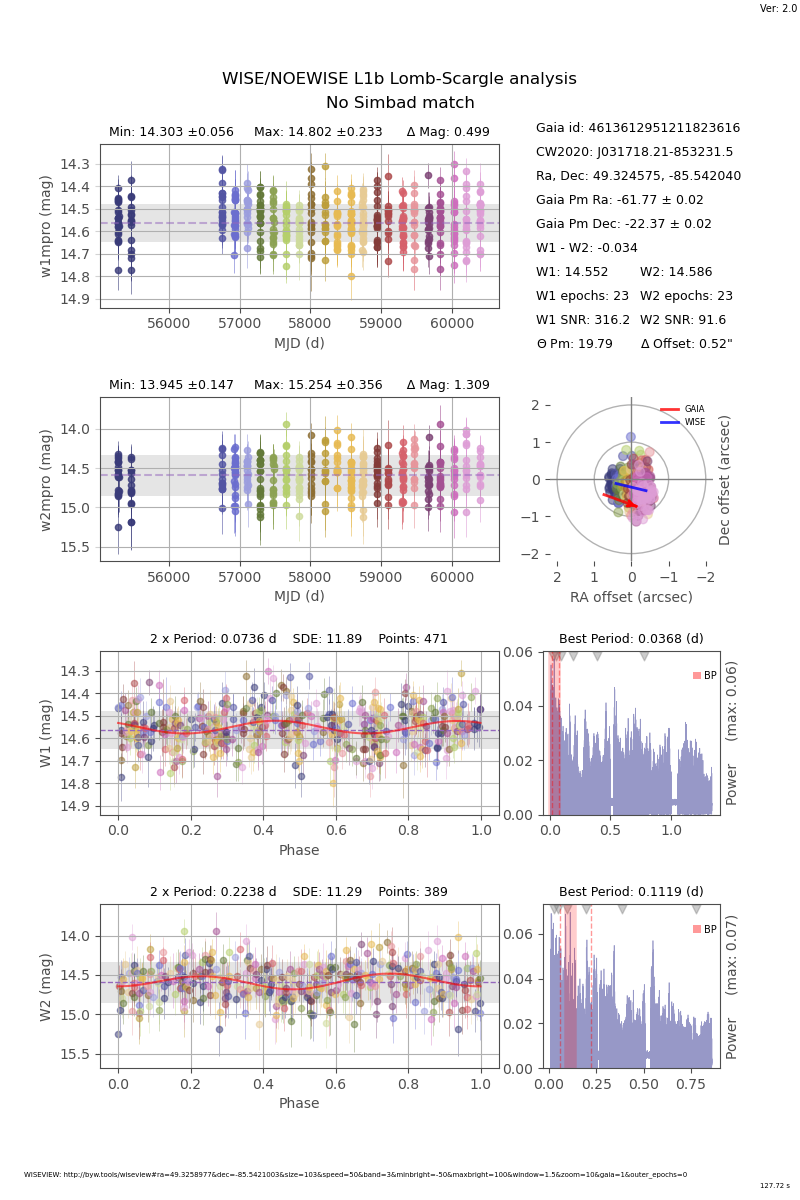 Ver: 2.0
WISE/NOEWISE L1b Lomb-Scargle analysis
No Simbad match
Min: 14.303 ±0.056 Max: 14.802 ±0.233 Δ Mag: 0.499
14.3
14.4
14.5
14.6
14.7
14.8
14.9
w1mpro (mag)
56000 57000 58000 59000 60000
MJD (d)
Gaia id: 4613612951211823616
CW2020: J031718.21-853231.5
Ra, Dec: 49.324575, -85.542040
Gaia Pm Ra: -61.77 ± 0.02
Gaia Pm Dec: -22.37 ± 0.02
W1 - W2: -0.034
W1: 14.552 W2: 14.586
W1 epochs: 23 W2 epochs: 23
W1 SNR: 316.2 W2 SNR: 91.6
Θ Pm: 19.79 Δ Offset: 0.52"
Min: 13.945 ±0.147 Max: 15.254 ±0.356 Δ Mag: 1.309
14.0
14.5
15.0
15.5
w2mpro (mag)
56000 57000 58000 59000 60000
MJD (d)
GAIA
WISE
2
1
0
−1
−2
2 1 0 −1 −2
RA offset (arcsec)
Dec offset (arcsec)
2 x Period: 0.0736 d SDE: 11.89 Points: 471
14.3
14.4
14.5
14.6
14.7
14.8
14.9
W1 (mag)
0.0 0.2 0.4 0.6 0.8 1.0
Phase
Best Period: 0.0368 (d)
BP
0.06
0.04
0.02
0.00
0.0 0.5 1.0
Power (max: 0.06)
2 x Period: 0.2238 d SDE: 11.29 Points: 389
14.0
14.5
15.0
15.5
W2 (mag)
0.0 0.2 0.4 0.6 0.8 1.0
Phase
Best Period: 0.1119 (d)
BP
0.06
0.04
0.02
0.00
0.00 0.25 0.50 0.75
Power (max: 0.07)
WISEVIEW: http://byw.tools/wiseview#ra=49.3258977&dec=-85.5421003&size=103&speed=50&band=3&minbright=-50&maxbright=100&window=1.5&zoom=10&gaia=1&outer_epochs=0
127.72 s